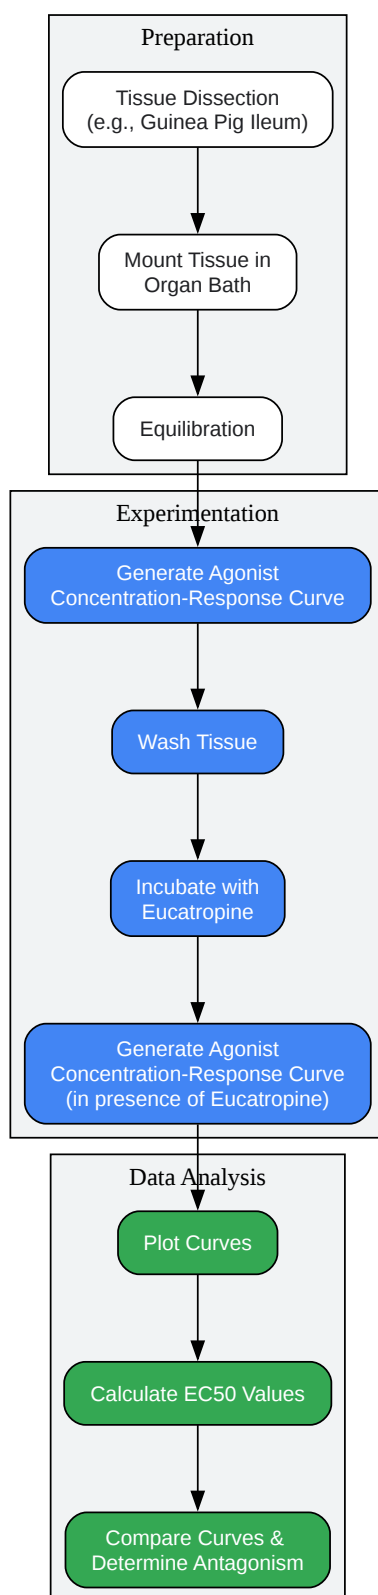 Preparation
Tissue Dissection
(e.g., Guinea Pig Ileum)
Mount Tissue in
Organ Bath
Equilibration
Experimentation
Generate Agonist
Concentration-Response Curve
Wash Tissue
Incubate with
Eucatropine
Generate Agonist
Concentration-Response Curve
(in presence of Eucatropine)
Data Analysis
Plot Curves
Calculate EC50 Values
Compare Curves &
Determine Antagonism